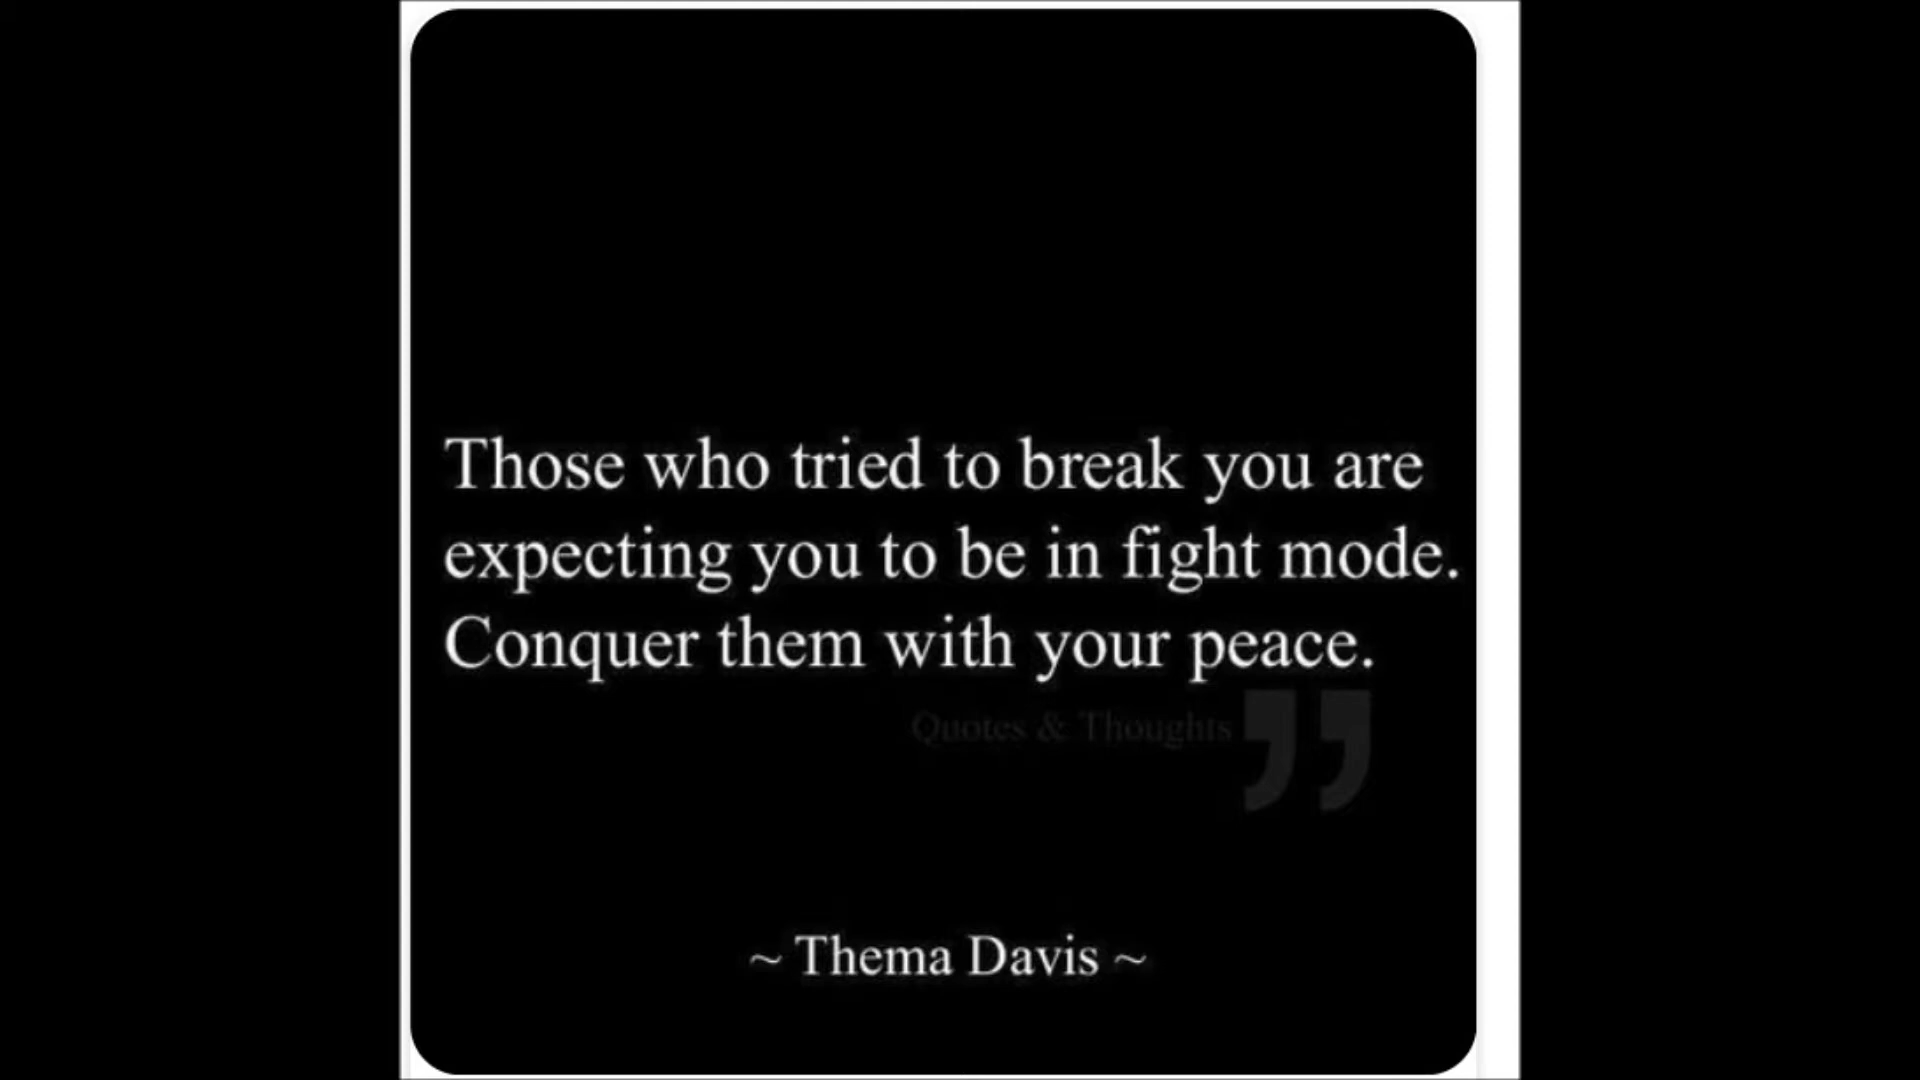 Those who tried to break you are
expecting you to be in fight mode.
Conquer them with your peace.
Quotes & Thoughts ”
~ Thema Davis ~